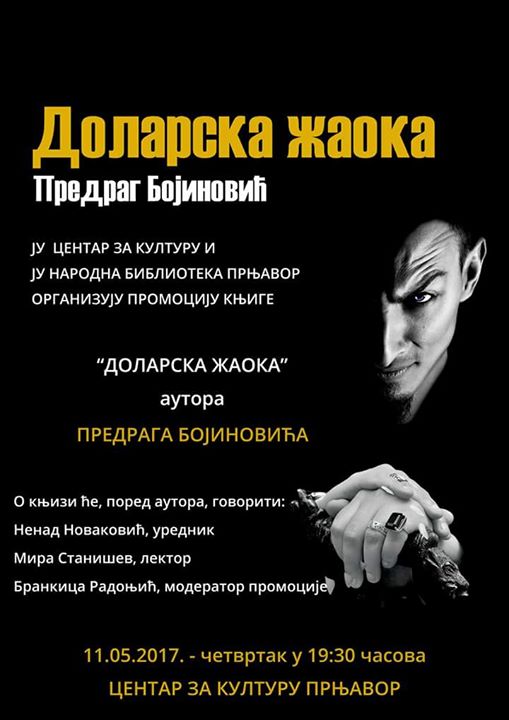 Доларска жаока
Предраг Бојиновић
ЈУ ЦЕНТАР ЗА КУЛТУРУ И
ЈУ НАРОДНА БИБЛИОТЕКА ПРЊАВОР
ОРГАНИЗУЈУ ПРОМОЦИЈУ КЊИГЕ
“ДОЛАРСКА ЖАОКА”
аутора
ПРЕДРАГА БОЈИНОВИЋА
О књизи ће, поред аутора, говорити:
Ненад Новаковић, уредник
Мира Станишев, лектор
Бранкица Радоњић, модератор промоције
11.05.2017. - четвртак у 19:30 часова
ЦЕНТАР ЗА КУЛТУРУ ПРЊАВОР